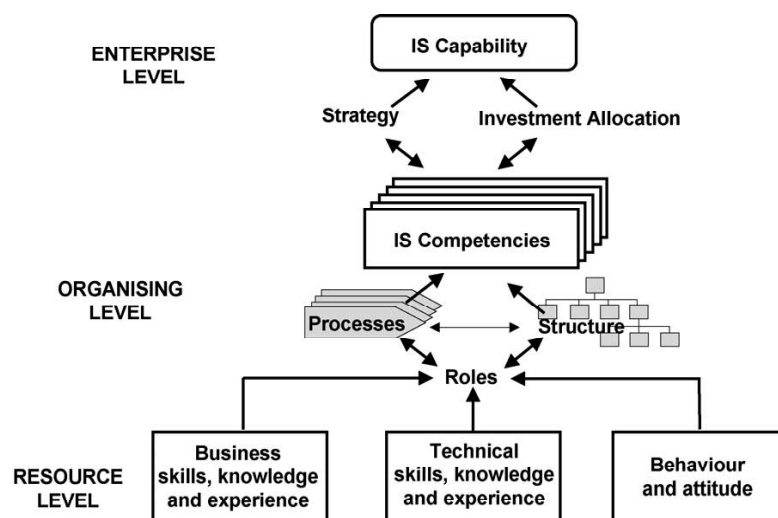 IS Capability
ENTERPRISE
LEVEL
Strategy
Investment Allocation
IS Competencies
ORGANISING
LEVEL
Processes
Structure
Roles
Business
skills, knowledge
and experience
Technical
skills, knowledge
and experience
Behaviour
and attitude
RESOURCE
LEVEL